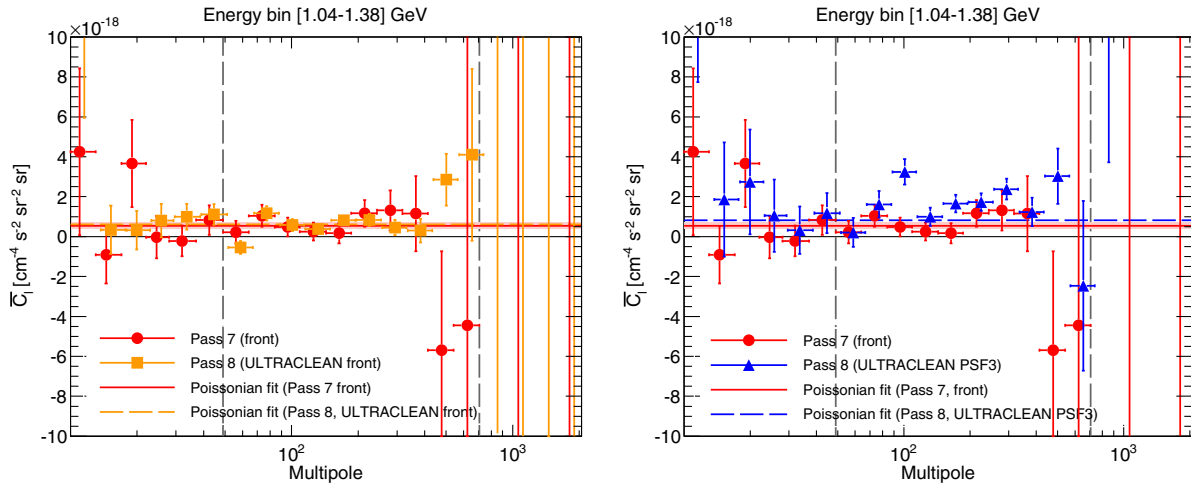 Energy bin [1.04-1.38] GeV
×10⁻¹⁸
10
8
6
4
2
0
-2
-4
-6
-8
-10
C̅ₗ [cm⁻⁴ s⁻² sr⁻² sr]
Pass 7 (front)
Pass 8 (ULTRACLEAN front)
Poissonian fit (Pass 7 front)
Poissonian fit (Pass 8, ULTRACLEAN front)
10² 10³
Multipole
Energy bin [1.04-1.38] GeV
×10⁻¹⁸
10
8
6
4
2
0
-2
-4
-6
-8
-10
C̅ₗ [cm⁻⁴ s⁻² sr⁻² sr]
Pass 7 (front)
Pass 8 (ULTRACLEAN PSF3)
Poissonian fit (Pass 7, front)
Poissonian fit (Pass 8, ULTRACLEAN PSF3)
10² 10³
Multipole